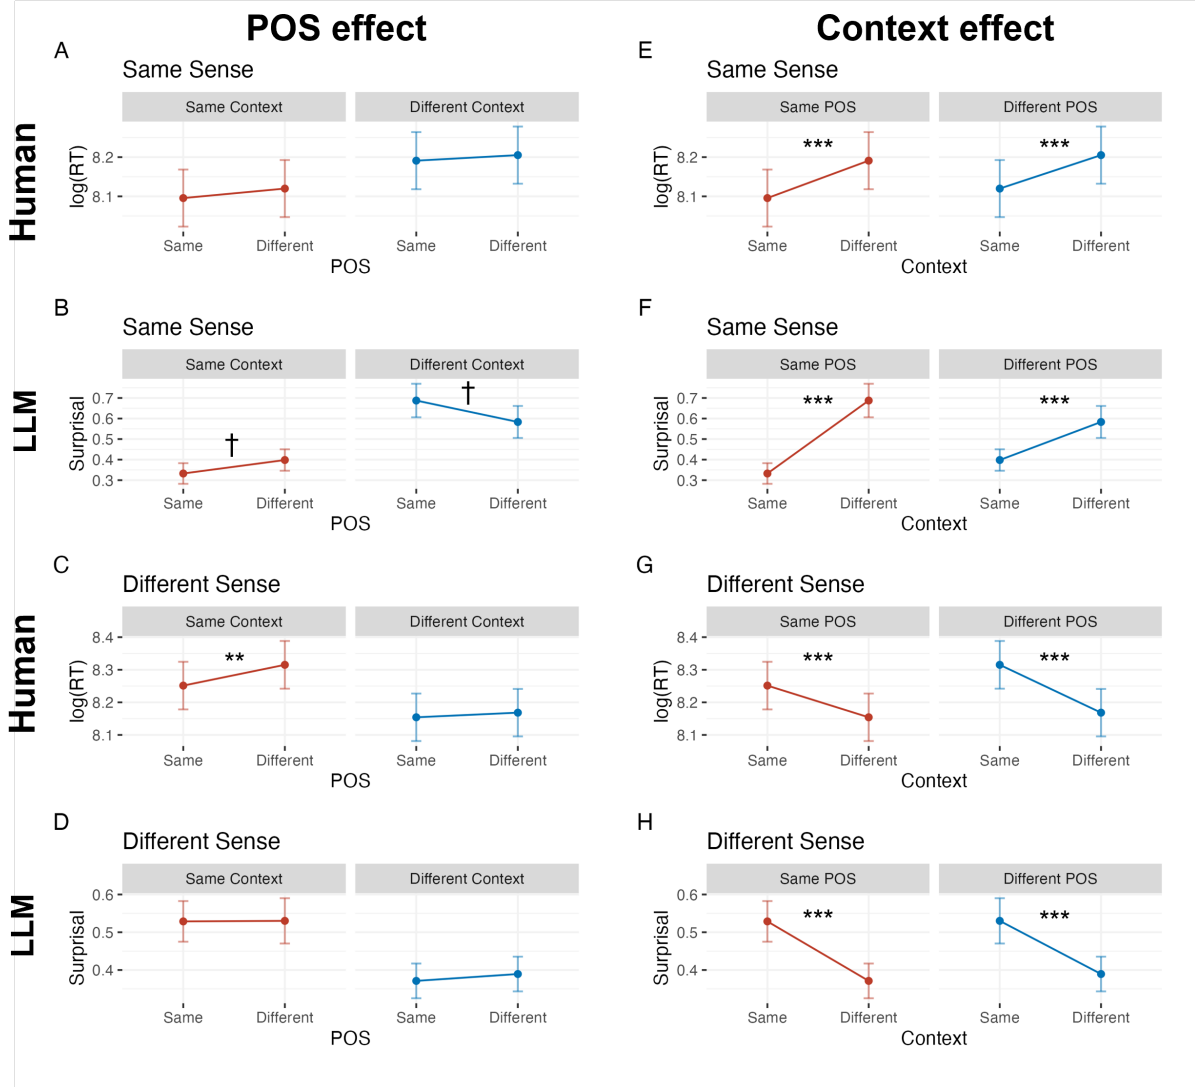 POS effect
Context effect
A
Same Sense
Same Context
Different Context
Human
log(RT)
8.2
8.1
***
Same
Different
Same
Different
POS
E
Same Sense
Same POS
Different POS
log(RT)
8.2
8.1
***
***
Same
Different
Same
Different
Context
B
Same Sense
Same Context
Different Context
LLM
Surprisal
0.7
0.6
0.5
0.4
0.3
†
†
Same
Different
Same
Different
POS
F
Same Sense
Same POS
Different POS
Surprisal
0.7
0.6
0.5
0.4
0.3
***
***
Same
Different
Same
Different
Context
C
Different Sense
Same Context
Different Context
Human
log(RT)
8.4
8.3
8.2
8.1
**
Same
Different
Same
Different
POS
G
Different Sense
Same POS
Different POS
log(RT)
8.4
8.3
8.2
8.1
***
***
Same
Different
Same
Different
Context
D
Different Sense
Same Context
Different Context
LLM
Surprisal
0.6
0.5
0.4
Same
Different
Same
Different
POS
H
Different Sense
Same POS
Different POS
Surprisal
0.6
0.5
0.4
***
***
Same
Different
Same
Different
Context